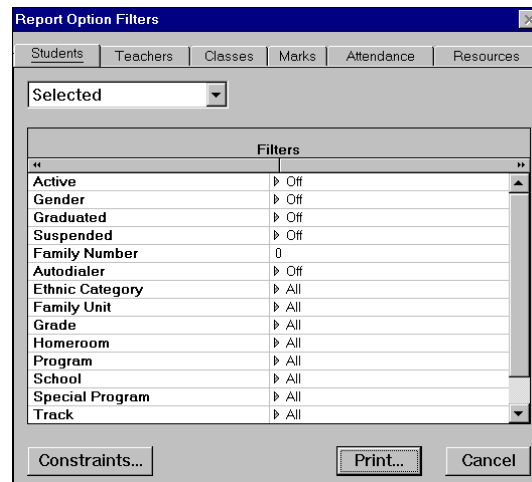 Report Option Filters
Students Teachers Classes Marks Attendance Resources
Selected
Filters
Active Off
Gender Off
Graduated Off
Suspended Off
Family Number 0
Autodialer Off
Ethnic Category All
Family Unit All
Grade All
Homeroom All
Program All
School All
Special Program All
Track All
Constraints... Print... Cancel